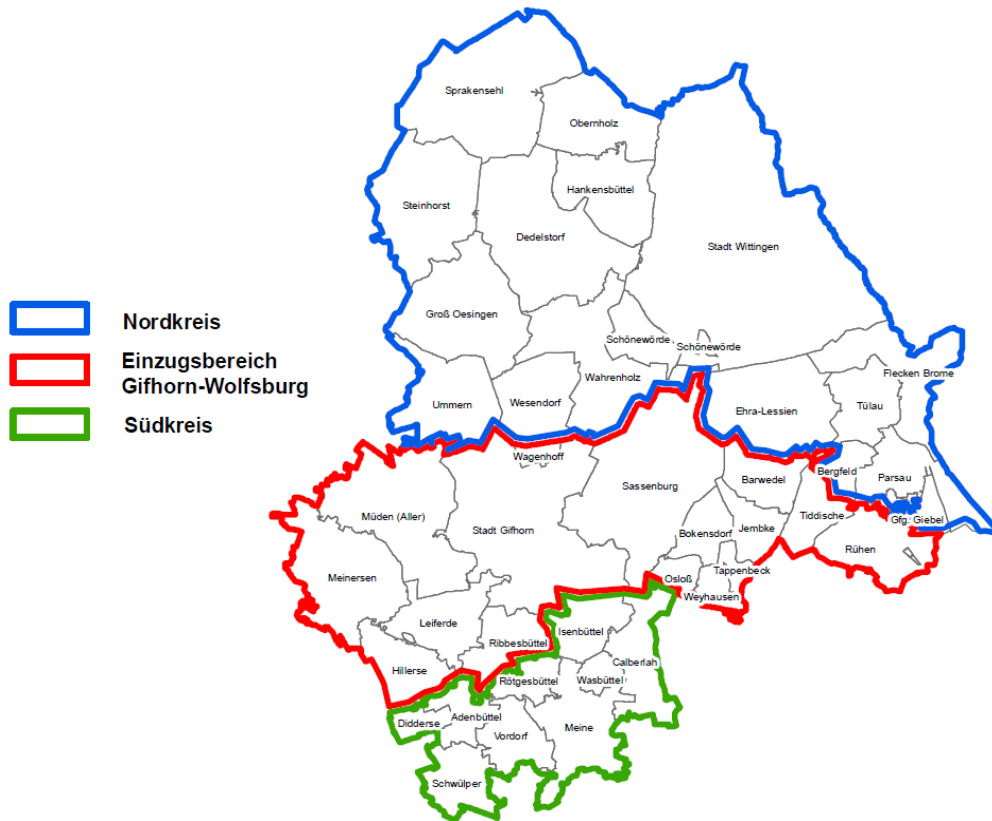 Sprakensehl
Obernholz
Hankensbüttel
Steinhorst
Dedelstorf
Stadt Wittingen
Groß Oesingen
Schönewörde
Schönewörde
Flecken Brome
Wahrenholz
Ummern
Wesendorf
Ehra-Lessien
Tülau
Nordkreis
Einzugsbereich
Gifhorn-Wolfsburg
Südkreis
Wagenhoff
Bergfeld
Parsau
Sassenburg
Barwedel
Müden (Aller)
Stadt Gifhorn
Tiddische
Gfg. Giebel
Bokensdorf
Jembke
Rühen
Meinersen
Osloß
Tappenbeck
Weyhausen
Leiferde
Ribbesbüttel
Isenbüttel
Hillerse
Calberlah
Rötgesbüttel
Wasbüttel
Didderse
Adenbüttel
Vordorf
Meine
Schwülper